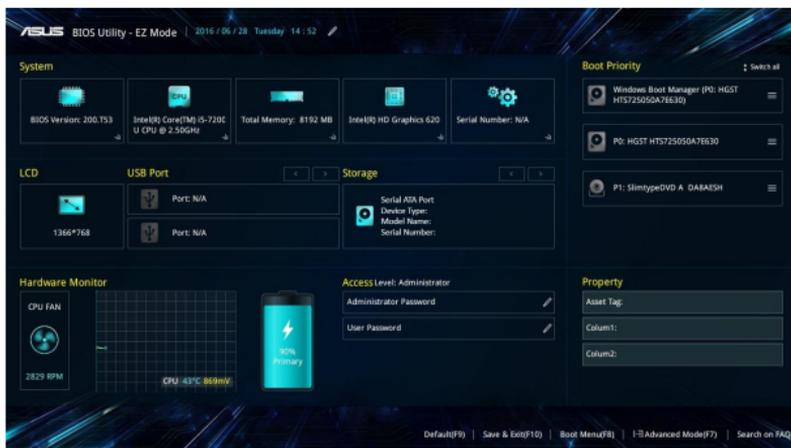 ASUS BIOS Utility - EZ Mode | 2016/06/28 Tuesday 14:52
System
BIOS Version: 200.T53
CPU
Intel(R) Core(TM) i5-720C
U CPU @ 2.50GHz
Total Memory: 8192 MB
Intel(R) HD Graphics 620
Serial Number: N/A
Boot Priority
Switch all
Windows Boot Manager (P0: HGST
HTS725050A7E630)
P0: HGST HTS725050A7E630
P1: SlimtypeDVD A DA8AESH
LCD
1366*768
USB Port
Port: N/A
Port: N/A
Storage
Serial ATA Port
Device Type:
Model Name:
Serial Number:
Hardware Monitor
CPU FAN
2829 RPM
CPU 43°C 869mV
90%
Primary
Access Level: Administrator
Administrator Password
User Password
Property
Asset Tag:
Colum1:
Colum2:
Default(F9) | Save & Exit(F10) | Boot Menu(F8) | Advanced Mode(F7) | Search on FAQ